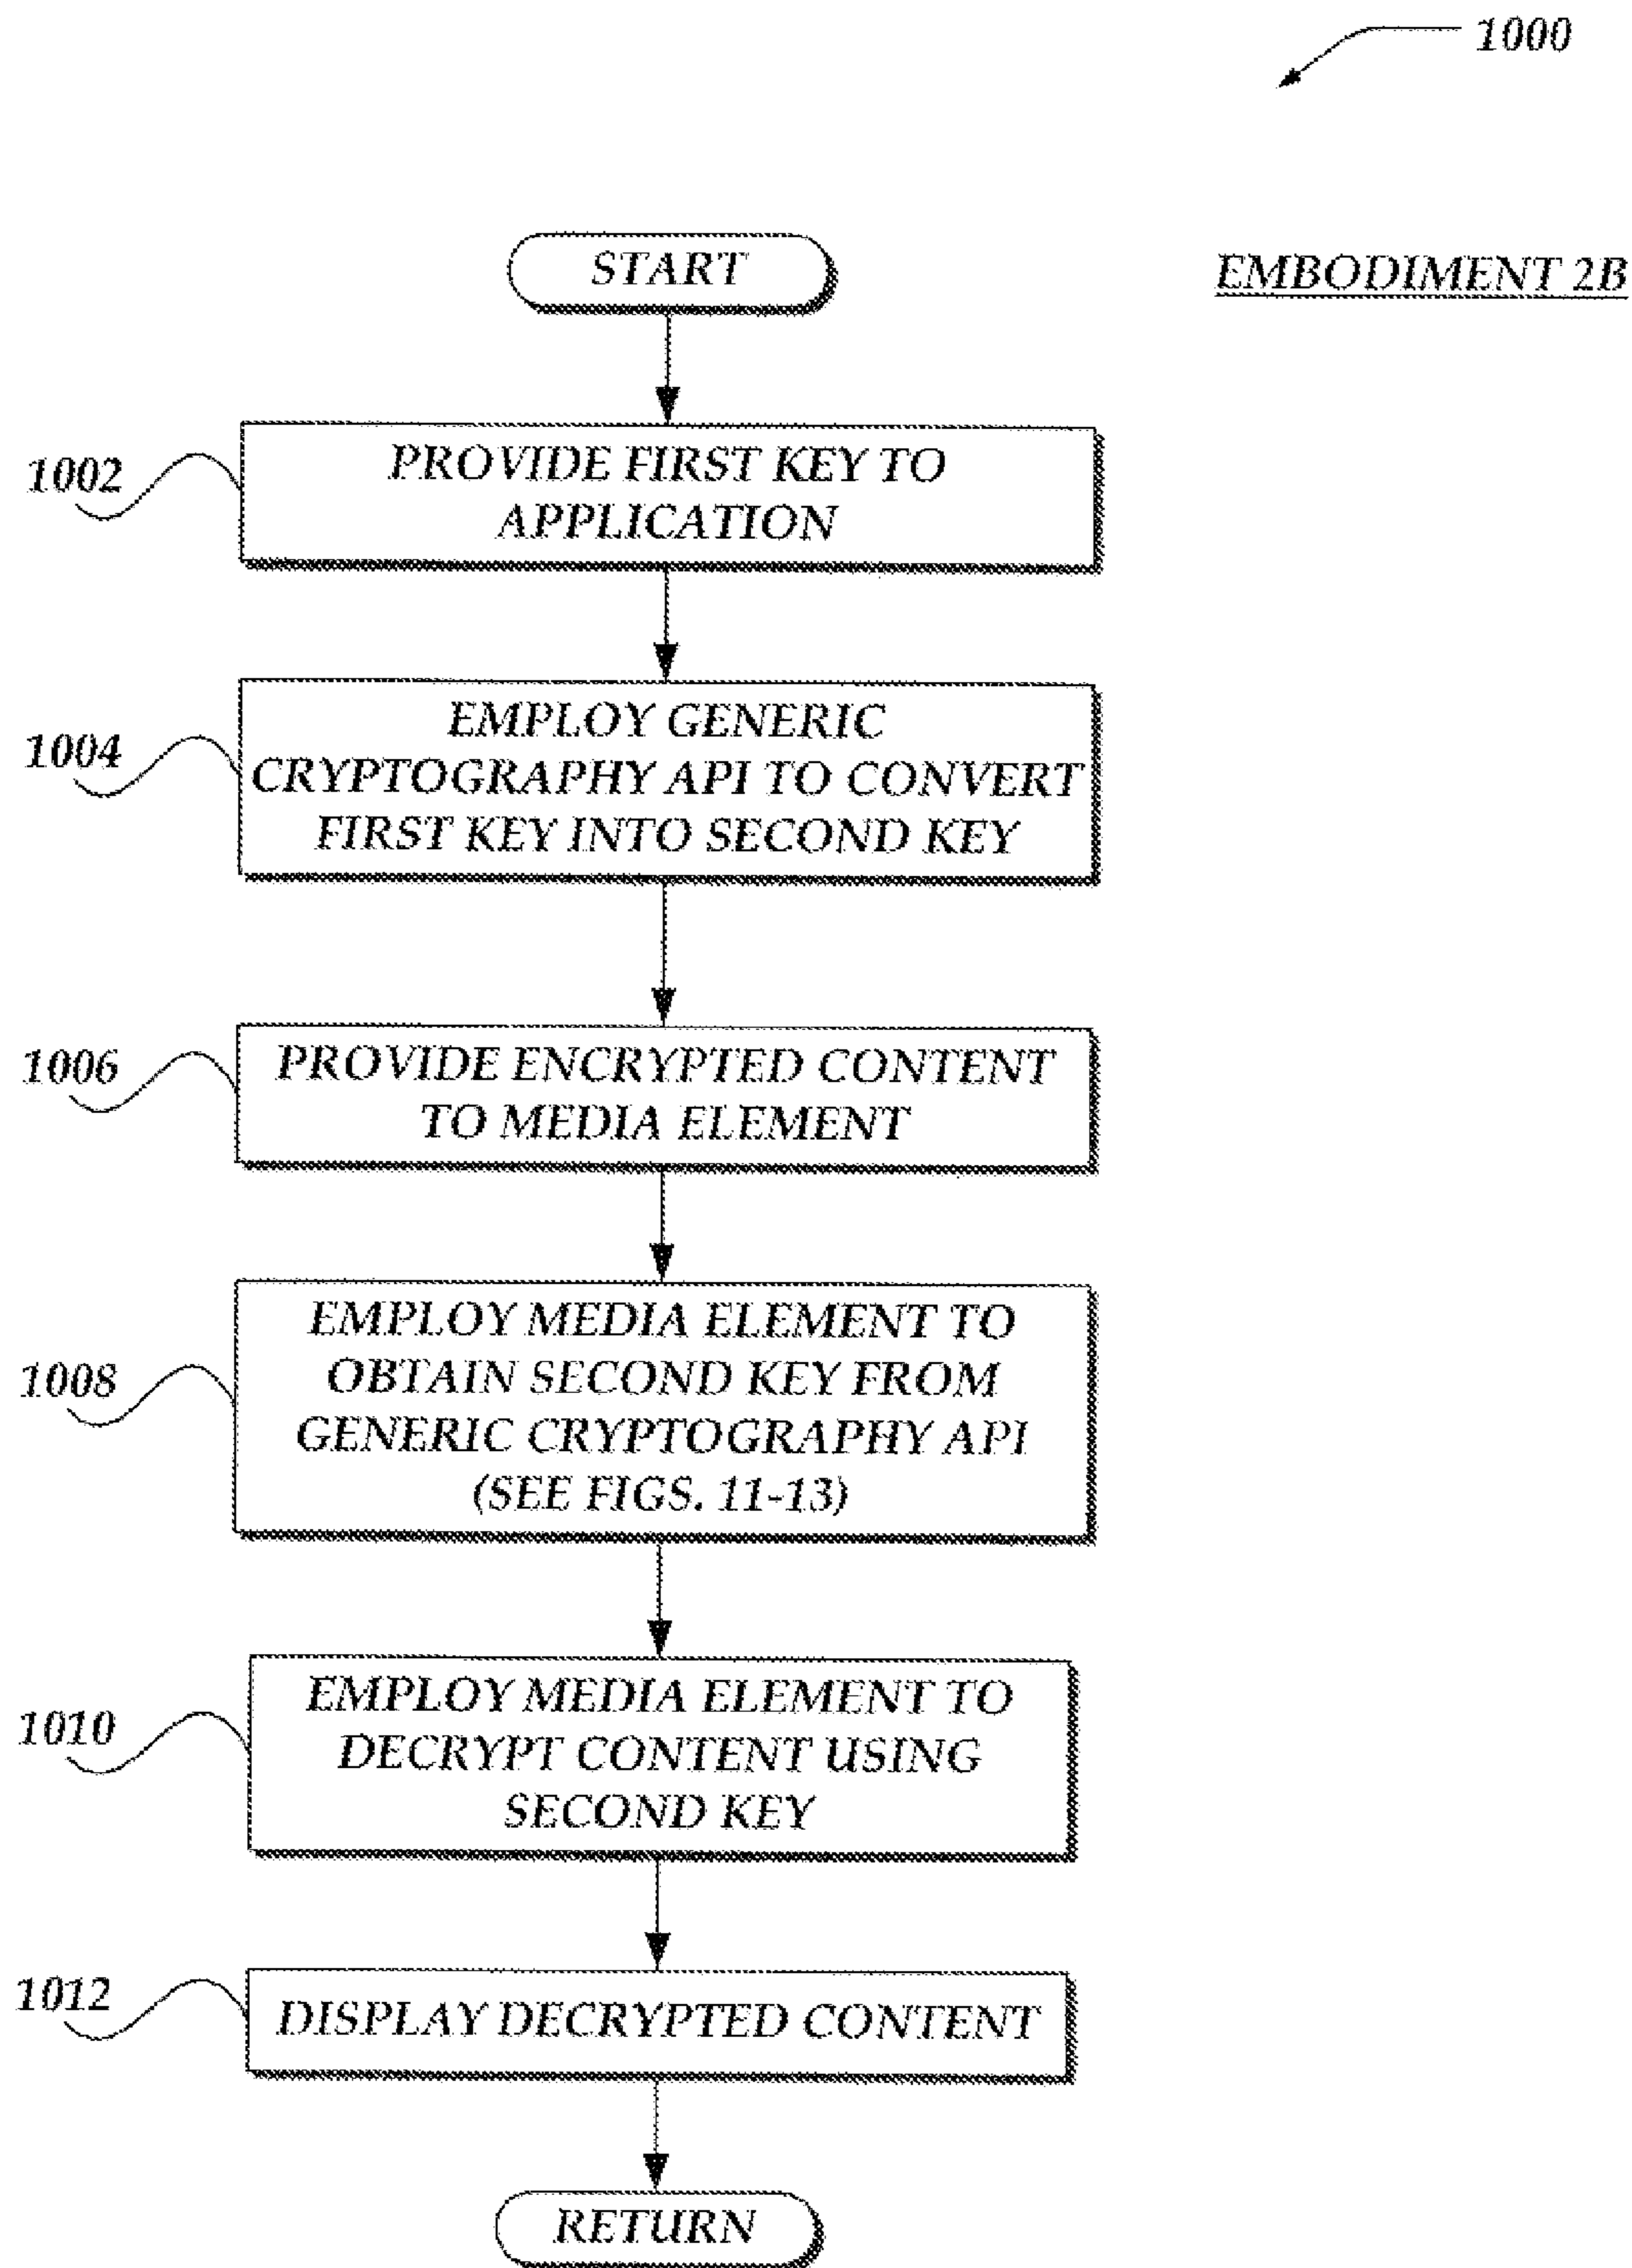 1000
START
EMBODIMENT 2B
1002
PROVIDE FIRST KEY TO
APPLICATION
1004
EMPLOY GENERIC
CRYPTOGRAPHY API TO CONVERT
FIRST KEY INTO SECOND KEY
1006
PROVIDE ENCRYPTED CONTENT
TO MEDIA ELEMENT
1008
EMPLOY MEDIA ELEMENT TO
OBTAIN SECOND KEY FROM
GENERIC CRYPTOGRAPHY API
(SEE FIGS. 11-13)
1010
EMPLOY MEDIA ELEMENT TO
DECRYPT CONTENT USING
SECOND KEY
1012
DISPLAY DECRYPTED CONTENT
RETURN